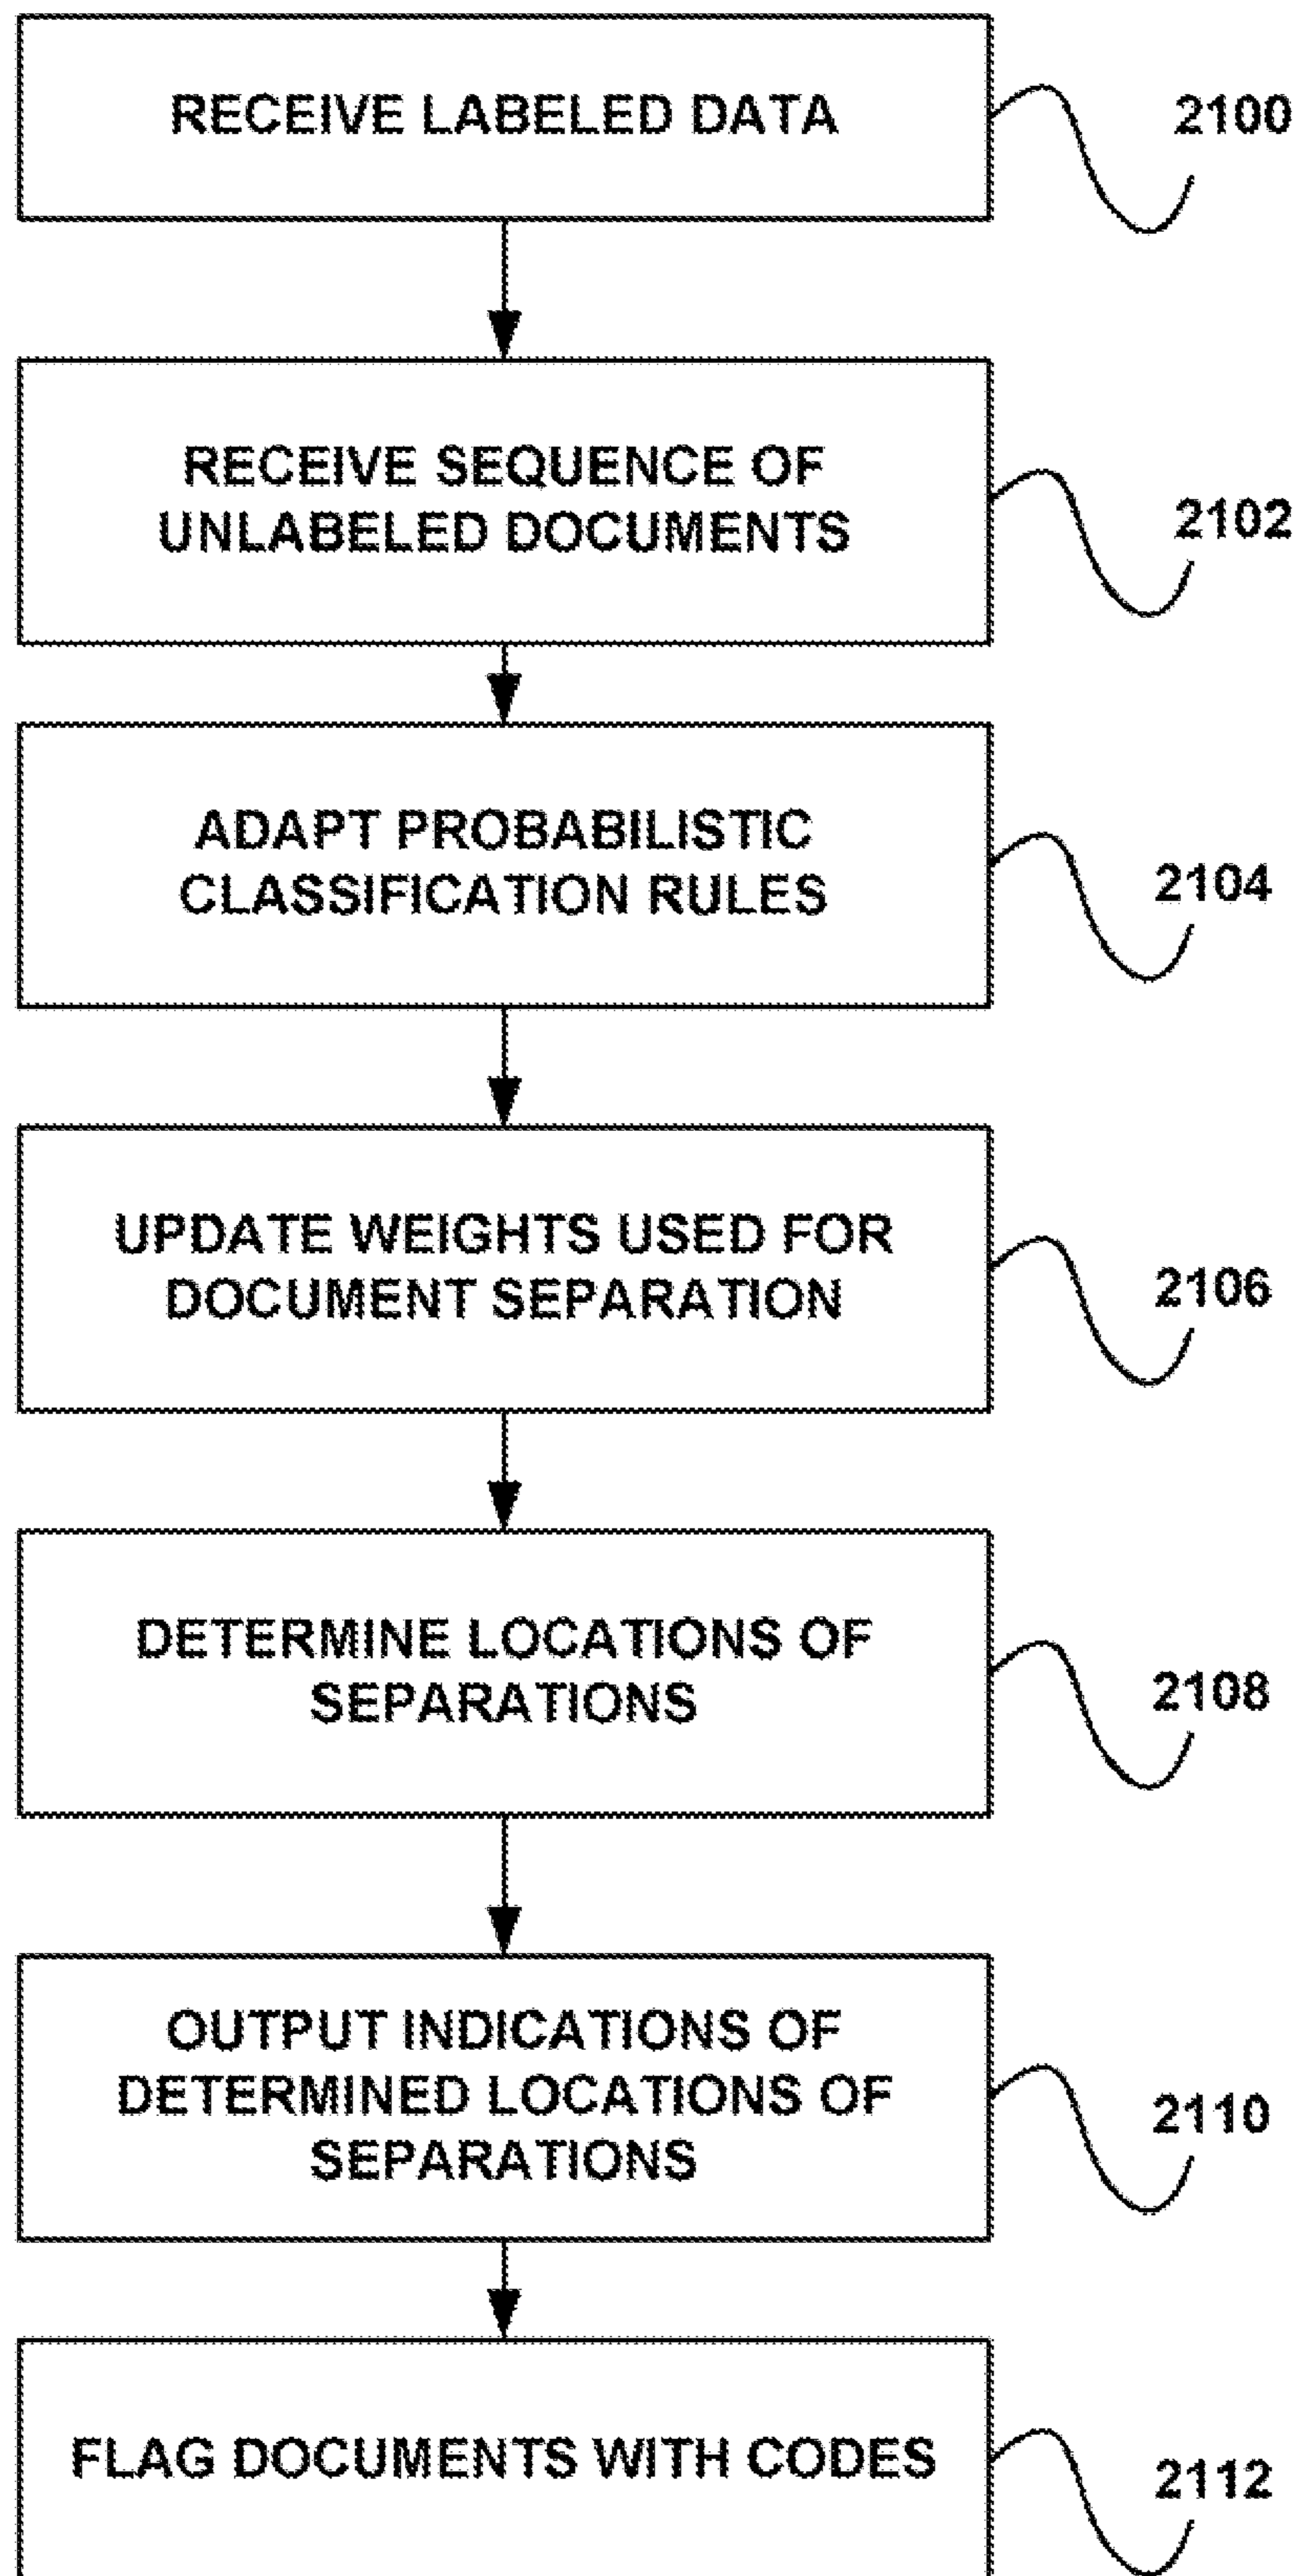 RECEIVE LABELED DATA
2100
RECEIVE SEQUENCE OF
UNLABELED DOCUMENTS
2102
ADAPT PROBABILISTIC
CLASSIFICATION RULES
2104
UPDATE WEIGHTS USED FOR
DOCUMENT SEPARATION
2106
DETERMINE LOCATIONS OF
SEPARATIONS
2108
OUTPUT INDICATIONS OF
DETERMINED LOCATIONS OF
SEPARATIONS
2110
FLAG DOCUMENTS WITH CODES
2112